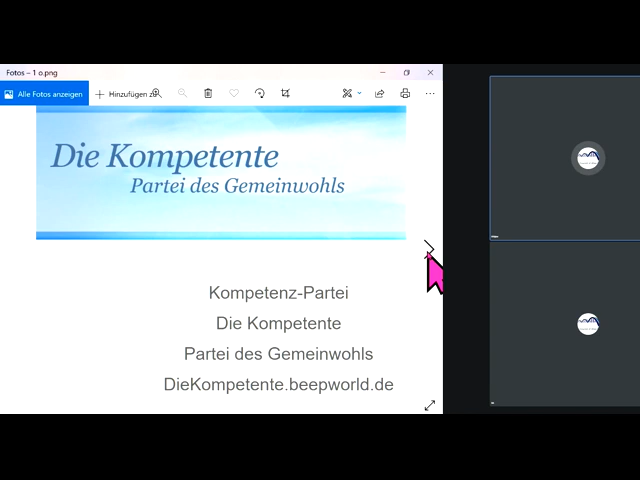 Fotos – 1 o.png
Alle Fotos anzeigen
Hinzufügen zu
Die Kompetente
Partei des Gemeinwohls
Kompetenz-Partei
Die Kompetente
Partei des Gemeinwohls
DieKompetente.beepworld.de